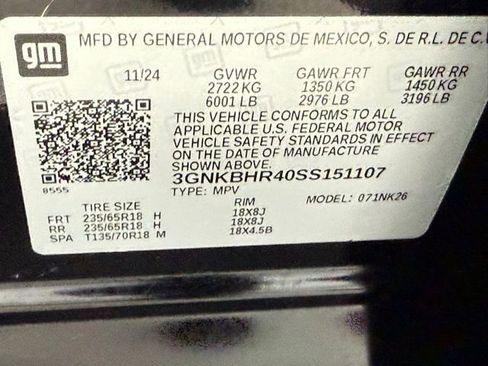 gm MFD BY GENERAL MOTORS DE MEXICO, S. DE R.L. DE C.
11/24 GVWR GAWR FRT GAWR RR
2722 KG 1350 KG 1450 KG
6001 LB 2976 LB 3196 LB
THIS VEHICLE CONFORMS TO ALL
APPLICABLE U.S. FEDERAL MOTOR
VEHICLE SAFETY STANDARDS IN EFFECT
ON THE DATE OF MANUFACTURE
SHOWN ABOVE.
3GNKBHR40SS151107
8555 TYPE: MPV MODEL: 071NK26
TIRE SIZE RIM
FRT 235/65R18 H 18X8J
RR 235/65R18 H 18X8J
SPA T135/70R18 M 18X4.5B